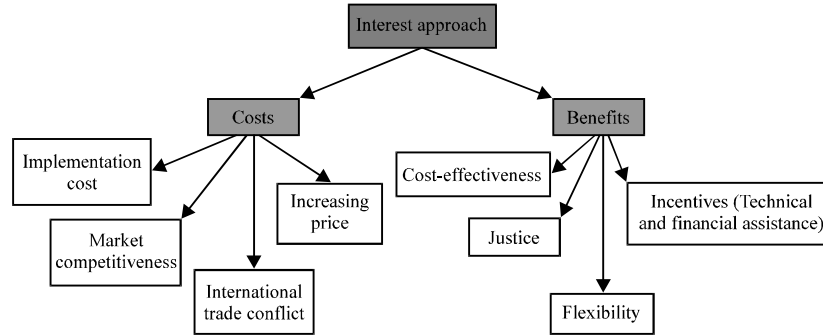 Interest approach
Costs
Benefits
Implementation
cost
Market
competitiveness
International
trade conflict
Increasing
price
Cost-effectiveness
Justice
Flexibility
Incentives (Technical
and financial assistance)